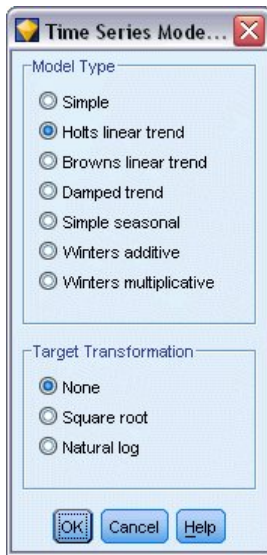 Time Series Mode...
Model Type
Simple
Holts linear trend
Browns linear trend
Damped trend
Simple seasonal
Winters additive
Winters multiplicative
Target Transformation
None
Square root
Natural log
OK Cancel Help